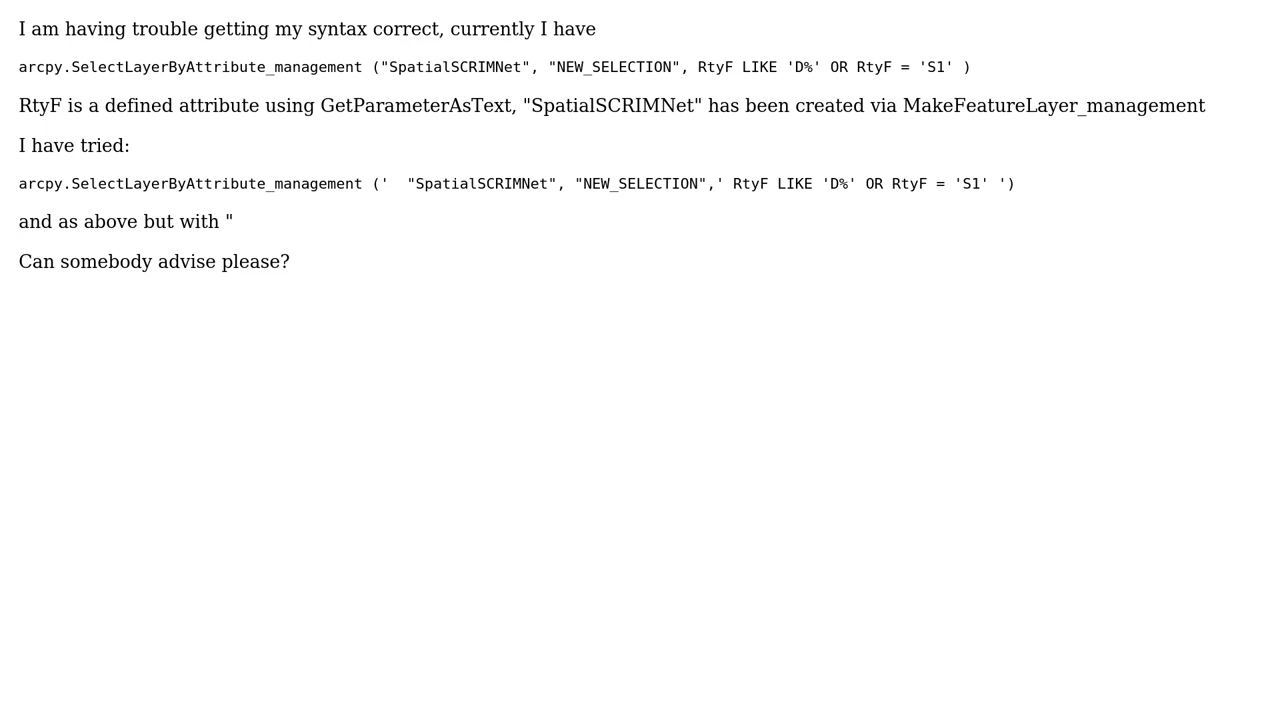 I am having trouble getting my syntax correct, currently I have
arcpy.SelectLayerByAttribute_management ("SpatialSCRIMNet", "NEW_SELECTION", RtyF LIKE 'D%' OR RtyF = 'S1' )
RtyF is a defined attribute using GetParameterAsText, "SpatialSCRIMNet" has been created via MakeFeatureLayer_management
I have tried:
arcpy.SelectLayerByAttribute_management ('  "SpatialSCRIMNet", "NEW_SELECTION",' RtyF LIKE 'D%' OR RtyF = 'S1' ')
and as above but with "
Can somebody advise please?